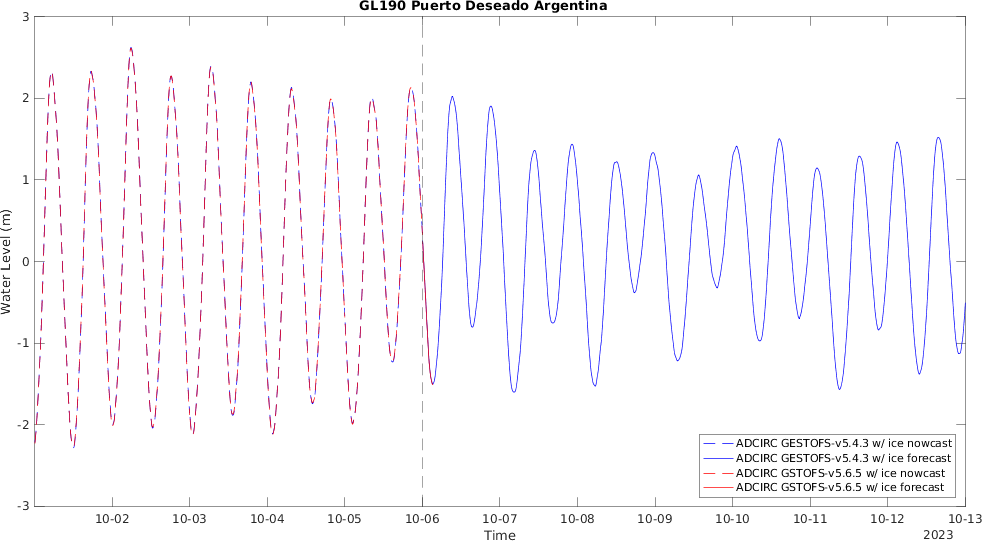 GL190 Puerto Deseado Argentina
3
2
1
0
-1
-2
-3
Water Level (m)
ADCIRC GESTOFS-v5.4.3 w/ ice nowcast
ADCIRC GESTOFS-v5.4.3 w/ ice forecast
ADCIRC GSTOFS-v5.6.5 w/ ice nowcast
ADCIRC GSTOFS-v5.6.5 w/ ice forecast
10-02 10-03 10-04 10-05 10-06 10-07 10-08 10-09 10-10 10-11 10-12 10-13
Time
2023